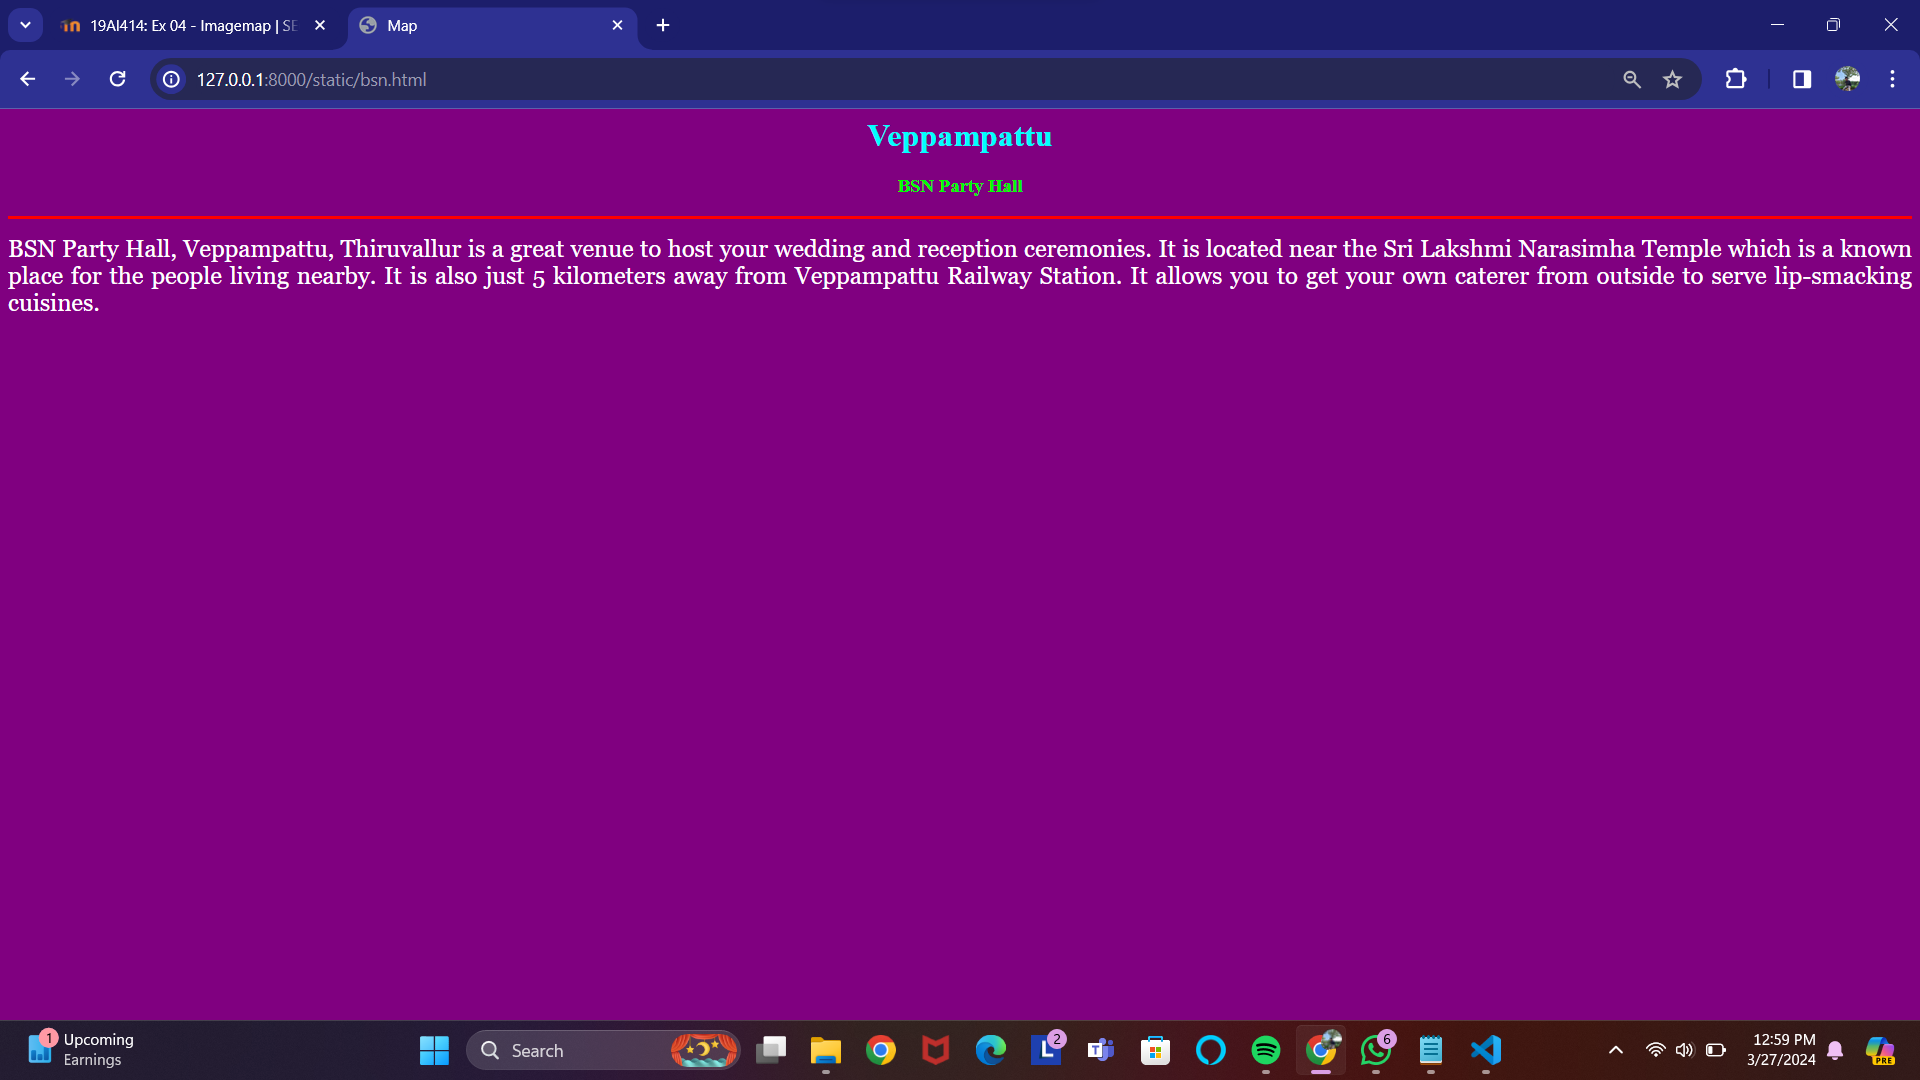 19AI414: Ex 04 - Imagemap | SE
Map
127.0.0.1:8000/static/bsn.html
Veppampattu
BSN Party Hall
BSN Party Hall, Veppampattu, Thiruvallur is a great venue to host your wedding and reception ceremonies. It is located near the Sri Lakshmi Narasimha Temple which is a known
place for the people living nearby. It is also just 5 kilometers away from Veppampattu Railway Station. It allows you to get your own caterer from outside to serve lip-smacking
cuisines.
1
Upcoming
Earnings
Search
L
2
T
6
12:59 PM
3/27/2024
PRE